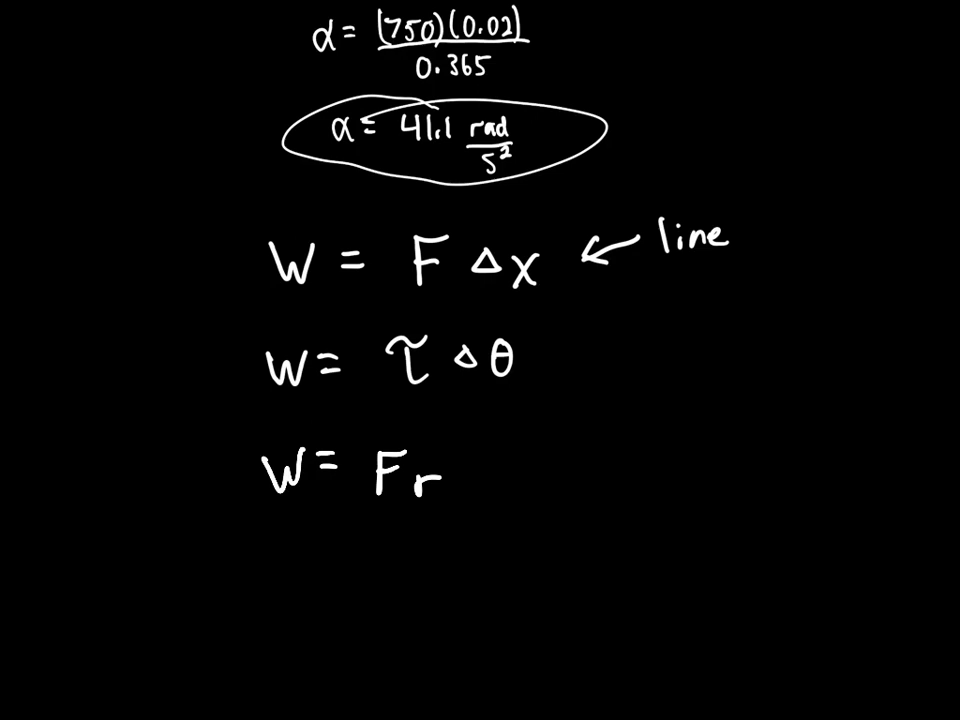 α = (750)(0.02)
0.365
α = 41.1 rad
s²
W = F Δx ← line
W = τ Δθ
W = Fr